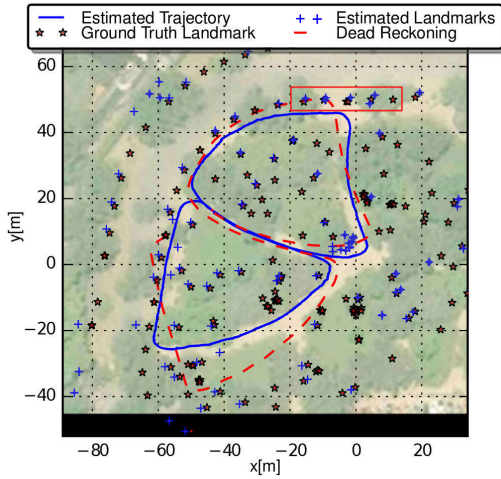 Estimated Trajectory
Estimated Landmarks
Ground Truth Landmark
Dead Reckoning
60
40
20
0
−20
−40
y[m]
−80
−60
−40
−20
0
20
x[m]